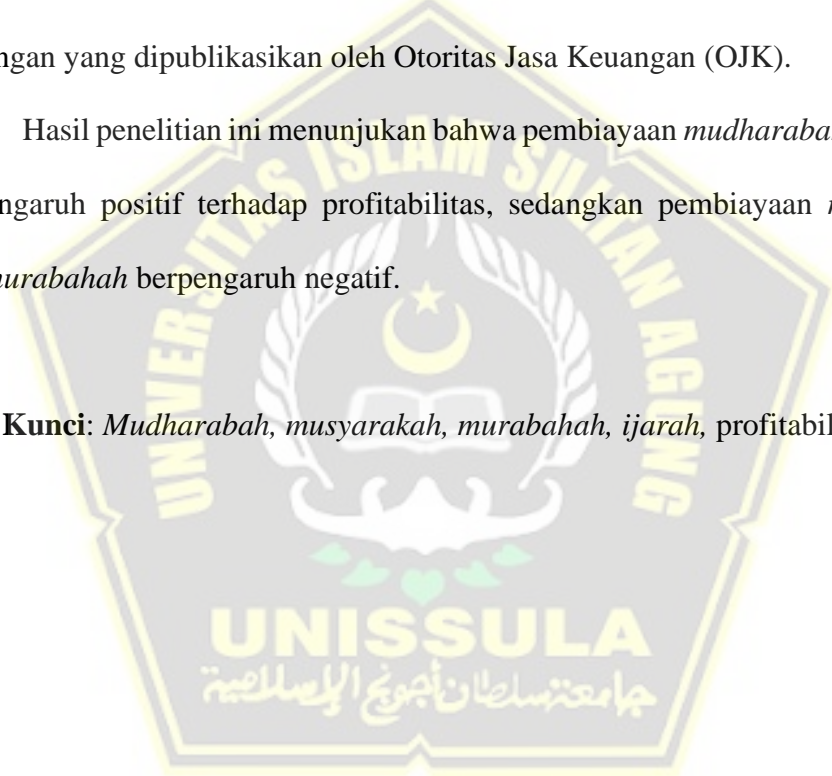 ngan yang dipublikasikan oleh Otoritas Jasa Keuangan (OJK).
Hasil penelitian ini menunjukan bahwa pembiayaan mudharaba
ngaruh positif terhadap profitabilitas, sedangkan pembiayaan
urabahah berpengaruh negatif.
Kunci: Mudharabah, musyarakah, murabahah, ijarah, profitabil
UNIVERSITAS ISLAM SULTAN AGUNG
UNISSULA
جامعة سلطان أجونج الإسلامية